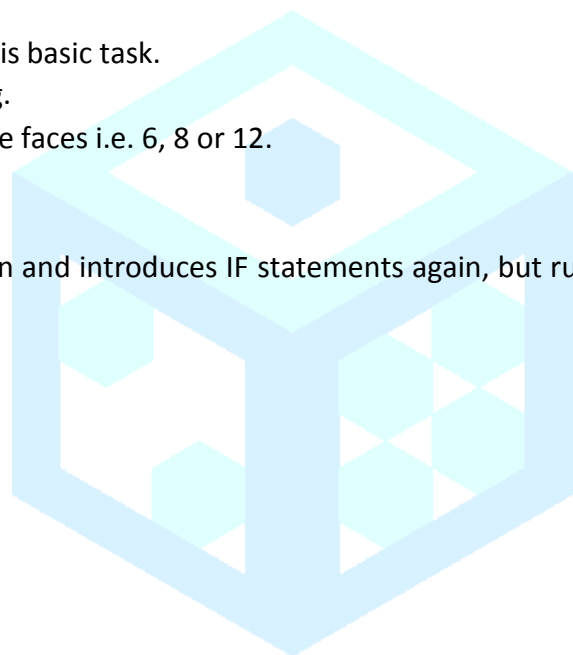 is basic task.
g.
e faces i.e. 6, 8 or 12.
n and introduces IF statements again, but ru